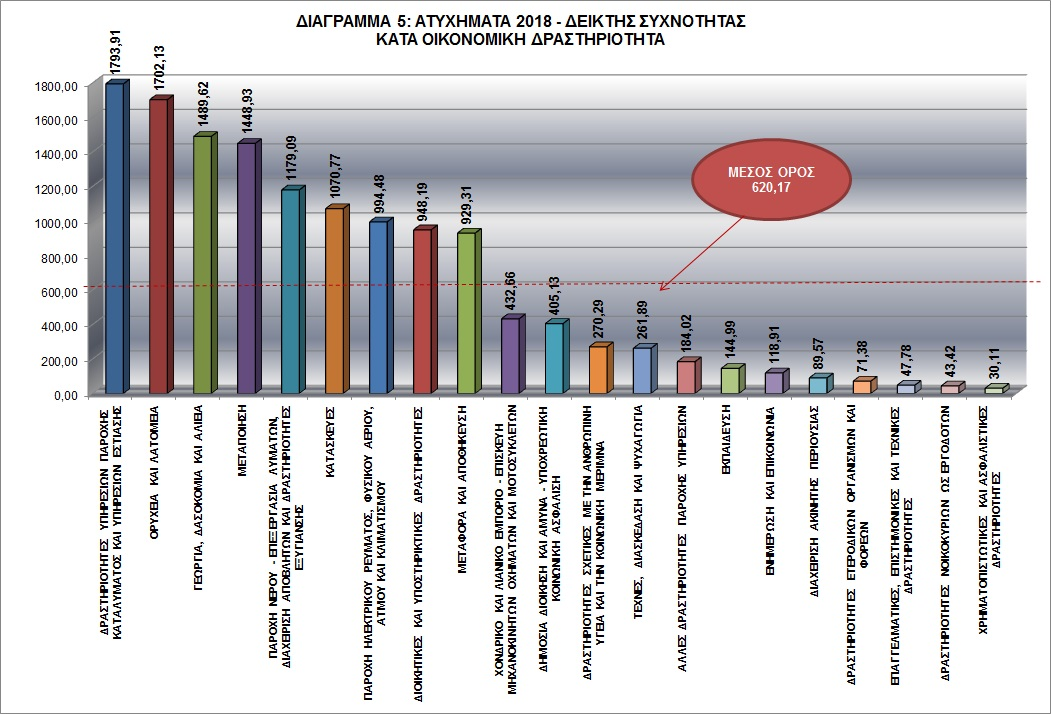 ΔΙΑΓΡΑΜΜΑ 5: ΑΤΥΧΗΜΑΤΑ 2018 - ΔΕΙΚΤΗΣ ΣΥΧΝΟΤΗΤΑΣ
ΚΑΤΑ ΟΙΚΟΝΟΜΙΚΗ ΔΡΑΣΤΗΡΙΟΤΗΤΑ
1800,00
1600,00
1400,00
1200,00
1000,00
800,00
600,00
400,00
200,00
0,00
1793,91
1702,13
1489,62
1448,93
1179,09
1070,77
994,48
948,19
929,31
432,66
405,13
270,29
261,89
184,02
144,99
118,91
89,57
71,38
47,78
43,42
30,11
ΜΕΣΟΣ ΟΡΟΣ
620,17
ΔΡΑΣΤΗΡΙΟΤΗΤΕΣ ΥΠΗΡΕΣΙΩΝ ΠΑΡΟΧΗΣ
ΚΑΤΑΛΥΜΑΤΟΣ ΚΑΙ ΥΠΗΡΕΣΙΩΝ ΕΣΤΙΑΣΗΣ
ΟΡΥΧΕΙΑ ΚΑΙ ΛΑΤΟΜΕΙΑ
ΓΕΩΡΓΙΑ, ΔΑΣΟΚΟΜΙΑ ΚΑΙ ΑΛΙΕΙΑ
ΜΕΤΑΠΟΙΗΣΗ
ΠΑΡΟΧΗ ΝΕΡΟΥ - ΕΠΕΞΕΡΓΑΣΙΑ ΛΥΜΑΤΩΝ,
ΔΙΑΧΕΙΡΙΣΗ ΑΠΟΒΛΗΤΩΝ ΚΑΙ ΔΡΑΣΤΗΡΙΟΤΗΤΕΣ
ΕΞΥΓΙΑΝΣΗΣ
ΚΑΤΑΣΚΕΥΕΣ
ΠΑΡΟΧΗ ΗΛΕΚΤΡΙΚΟΥ ΡΕΥΜΑΤΟΣ, ΦΥΣΙΚΟΥ ΑΕΡΙΟΥ,
ΑΤΜΟΥ ΚΑΙ ΚΛΙΜΑΤΙΣΜΟΥ
ΔΙΟΙΚΗΤΙΚΕΣ ΚΑΙ ΥΠΟΣΤΗΡΙΚΤΙΚΕΣ ΔΡΑΣΤΗΡΙΟΤΗΤΕΣ
ΜΕΤΑΦΟΡΑ ΚΑΙ ΑΠΟΘΗΚΕΥΣΗ
ΧΟΝΔΡΙΚΟ ΚΑΙ ΛΙΑΝΙΚΟ ΕΜΠΟΡΙΟ - ΕΠΙΣΚΕΥΗ
ΜΗΧΑΝΟΚΙΝΗΤΩΝ ΟΧΗΜΑΤΩΝ ΚΑΙ ΜΟΤΟΣΥΚΛΕΤΩΝ
ΔΗΜΟΣΙΑ ΔΙΟΙΚΗΣΗ ΚΑΙ ΑΜΥΝΑ - ΥΠΟΧΡΕΩΤΙΚΗ
ΚΟΙΝΩΝΙΚΗ ΑΣΦΑΛΙΣΗ
ΔΡΑΣΤΗΡΙΟΤΗΤΕΣ ΣΧΕΤΙΚΕΣ ΜΕ ΤΗΝ ΑΝΘΡΩΠΙΝΗ
ΥΓΕΙΑ ΚΑΙ ΤΗΝ ΚΟΙΝΩΝΙΚΗ ΜΕΡΙΜΝΑ
ΤΕΧΝΕΣ, ΔΙΑΣΚΕΔΑΣΗ ΚΑΙ ΨΥΧΑΓΩΓΙΑ
ΑΛΛΕΣ ΔΡΑΣΤΗΡΙΟΤΗΤΕΣ ΠΑΡΟΧΗΣ ΥΠΗΡΕΣΙΩΝ
ΕΚΠΑΙΔΕΥΣΗ
ΕΝΗΜΕΡΩΣΗ ΚΑΙ ΕΠΙΚΟΙΝΩΝΙΑ
ΔΙΑΧΕΙΡΙΣΗ ΑΚΙΝΗΤΗΣ ΠΕΡΙΟΥΣΙΑΣ
ΔΡΑΣΤΗΡΙΟΤΗΤΕΣ ΕΤΕΡΟΔΙΚΩΝ ΟΡΓΑΝΙΣΜΩΝ ΚΑΙ
ΦΟΡΕΩΝ
ΕΠΑΓΓΕΛΜΑΤΙΚΕΣ, ΕΠΙΣΤΗΜΟΝΙΚΕΣ ΚΑΙ ΤΕΧΝΙΚΕΣ
ΔΡΑΣΤΗΡΙΟΤΗΤΕΣ
ΔΡΑΣΤΗΡΙΟΤΗΤΕΣ ΝΟΙΚΟΚΥΡΙΩΝ ΩΣ ΕΡΓΟΔΟΤΩΝ
ΧΡΗΜΑΤΟΠΙΣΤΩΤΙΚΕΣ ΚΑΙ ΑΣΦΑΛΙΣΤΙΚΕΣ
ΔΡΑΣΤΗΡΙΟΤΗΤΕΣ